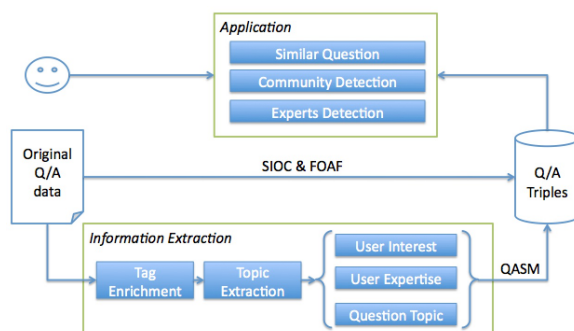 Application
Similar Question
Community Detection
Experts Detection
Original
Q/A
data
SIOC & FOAF
Q/A
Triples
Information Extraction
Tag
Enrichment
Topic
Extraction
User Interest
User Expertise
Question Topic
QASM